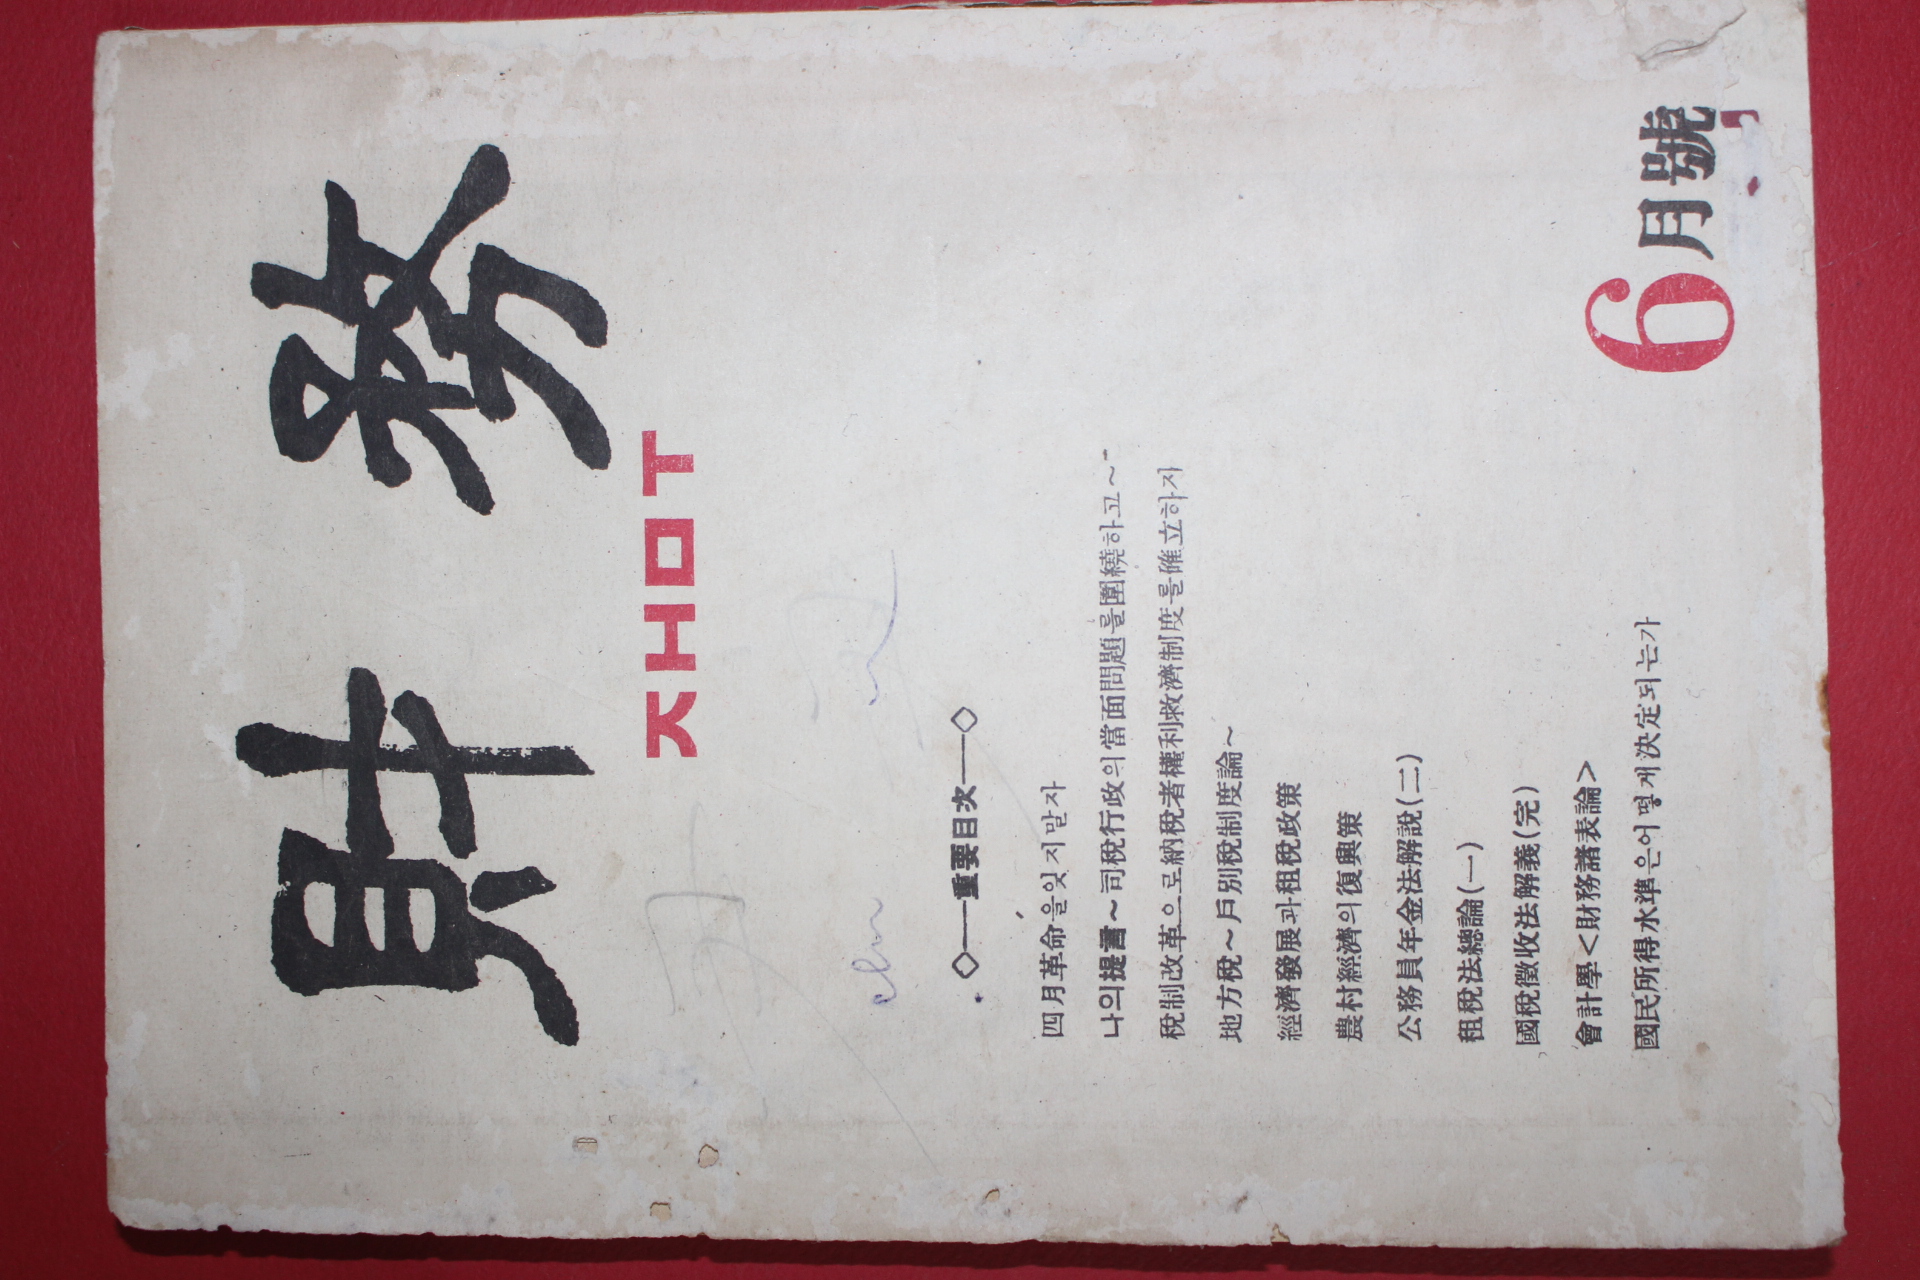 財務
ㅈㅐㅁㅜ
◇──重要目次──◇
四月革命을잊지말자
나의提言~司稅行政의當面問題를圍繞하고~
稅制改革으로納稅者權利救濟制度를確立하자
地方稅~戶別稅制度論~
經濟發展과租稅政策
農村經濟의復興策
公務員年金法解說(二)
租稅法總論(一)
國稅徵收法解義(完)
會計學<財務諸表論>
國民所得水準은어떻게決定되는가
6月號